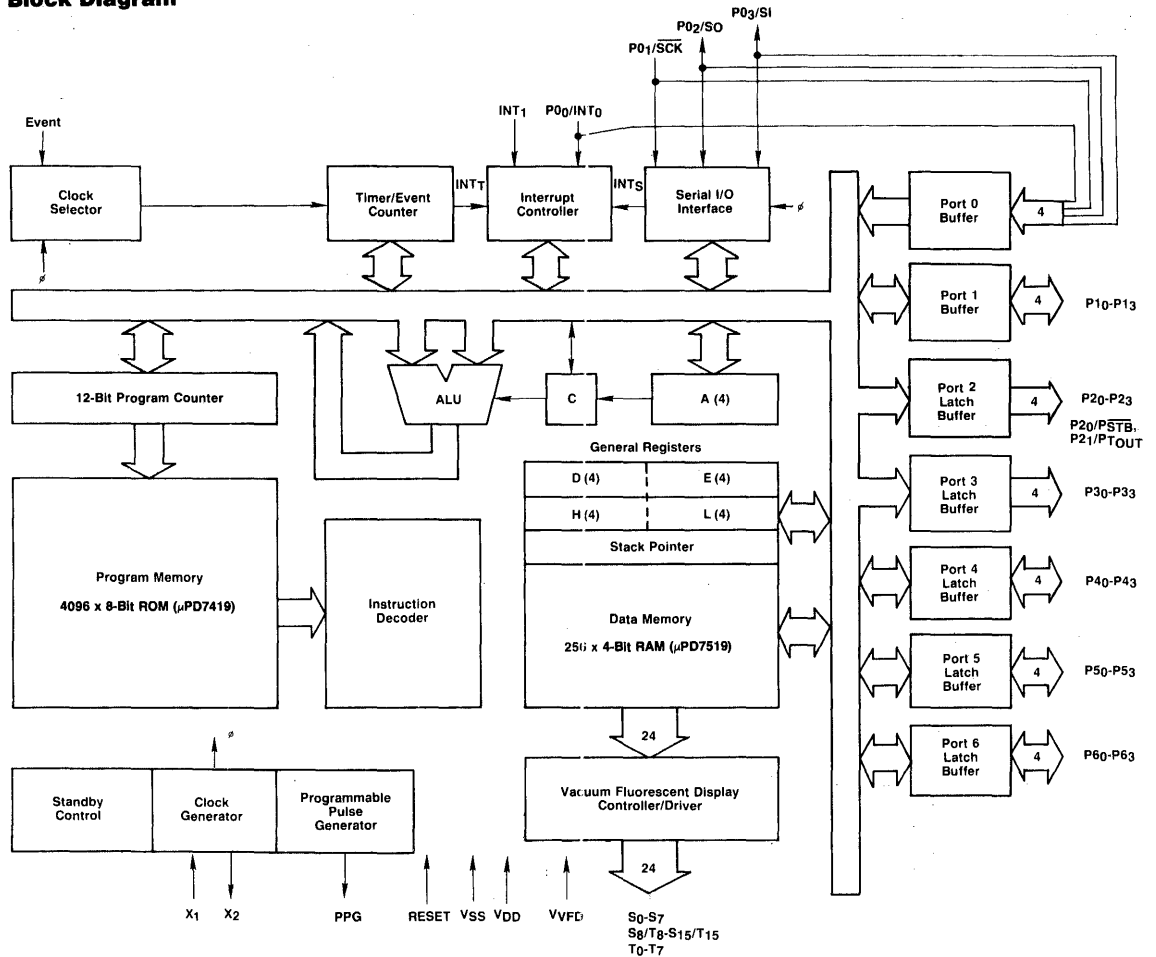 Block Diagram
P03/SI
P02/SO
P01/SCK
Event
INT1
P00/INT0
Clock
Selector
Timer/Event
Counter
INTT
Interrupt
Controller
INTS
Serial I/O
Interface
ø
ø
Port 0
Buffer
4
Port 1
Buffer
4
P10-P13
12-Bit Program Counter
ALU
C
A (4)
Port 2
Latch
Buffer
4
P20-P23
P20/PSTB,
P21/PTOUT
General Registers
D (4)
E (4)
H (4)
L (4)
Stack Pointer
Port 3
Latch
Buffer
4
P30-P33
Program Memory
4096 x 8-Bit ROM (µPD7419)
Instruction
Decoder
Data Memory
256 x 4-Bit RAM (µPD7519)
Port 4
Latch
Buffer
4
P40-P43
Port 5
Latch
Buffer
4
P50-P53
Port 6
Latch
Buffer
4
P60-P63
24
ø
Standby
Control
Clock
Generator
Programmable
Pulse
Generator
Vacuum Fluorescent Display
Controller/Driver
24
X1
X2
PPG
RESET
VSS
VDD
VVFD
S0-S7
S8/T8-S15/T15
T0-T7